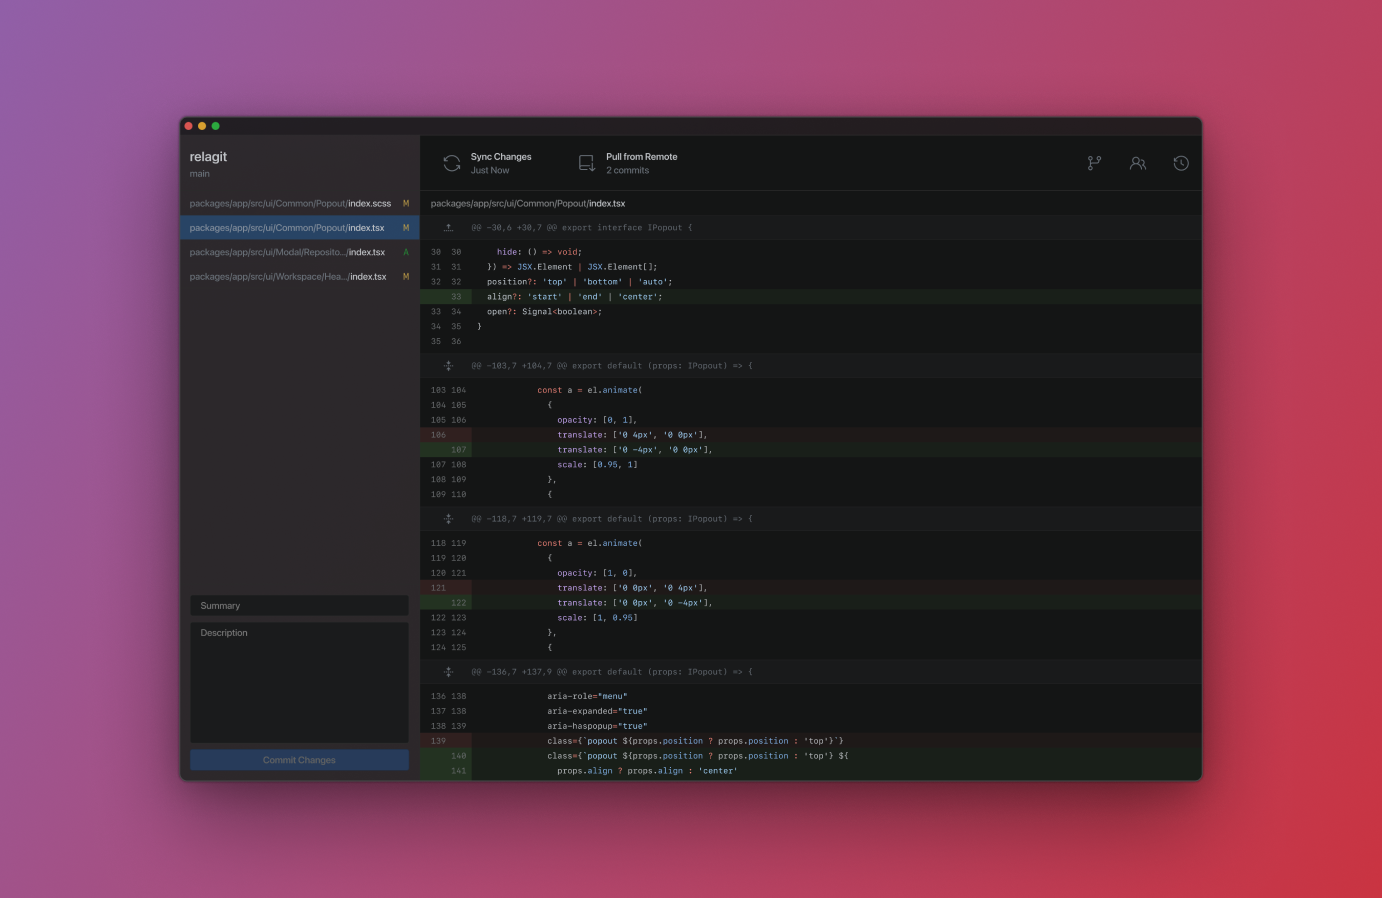 relagit
main
packages/app/src/ui/Common/Popout/index.scss M
packages/app/src/ui/Common/Popout/index.tsx M
packages/app/src/ui/Modal/Reposito.../index.tsx A
packages/app/src/ui/Workspace/Hea.../index.tsx M
Summary
Description
Commit Changes
Sync Changes
Just Now
Pull from Remote
2 commits
packages/app/src/ui/Common/Popout/index.tsx
@@ -30,6 +30,7 @@ export interface IPopout {
30 30 hide: () => void;
31 31 }) => JSX.Element | JSX.Element[];
32 32 position?: 'top' | 'bottom' | 'auto';
33 align?: 'start' | 'end' | 'center';
33 34 open?: Signal<boolean>;
34 35 }
35 36
@@ -103,7 +104,7 @@ export default (props: IPopout) => {
103 104 const a = el.animate(
104 105 {
105 106 opacity: [0, 1],
106 translate: ['0 4px', '0 0px'],
107 translate: ['0 -4px', '0 0px'],
107 108 scale: [0.95, 1]
108 109 },
109 110 {
@@ -118,7 +119,7 @@ export default (props: IPopout) => {
118 119 const a = el.animate(
119 120 {
120 121 opacity: [1, 0],
121 translate: ['0 0px', '0 4px'],
122 translate: ['0 0px', '0 -4px'],
122 123 scale: [1, 0.95]
123 124 },
124 125 {
@@ -136,7 +137,9 @@ export default (props: IPopout) => {
136 138 aria-role="menu"
137 138 aria-expanded="true"
138 139 aria-haspopup="true"
139 class={`popout ${props.position ? props.position : 'top'}`}
140 class={`popout ${props.position ? props.position : 'top'} ${
141 props.align ? props.align : 'center'